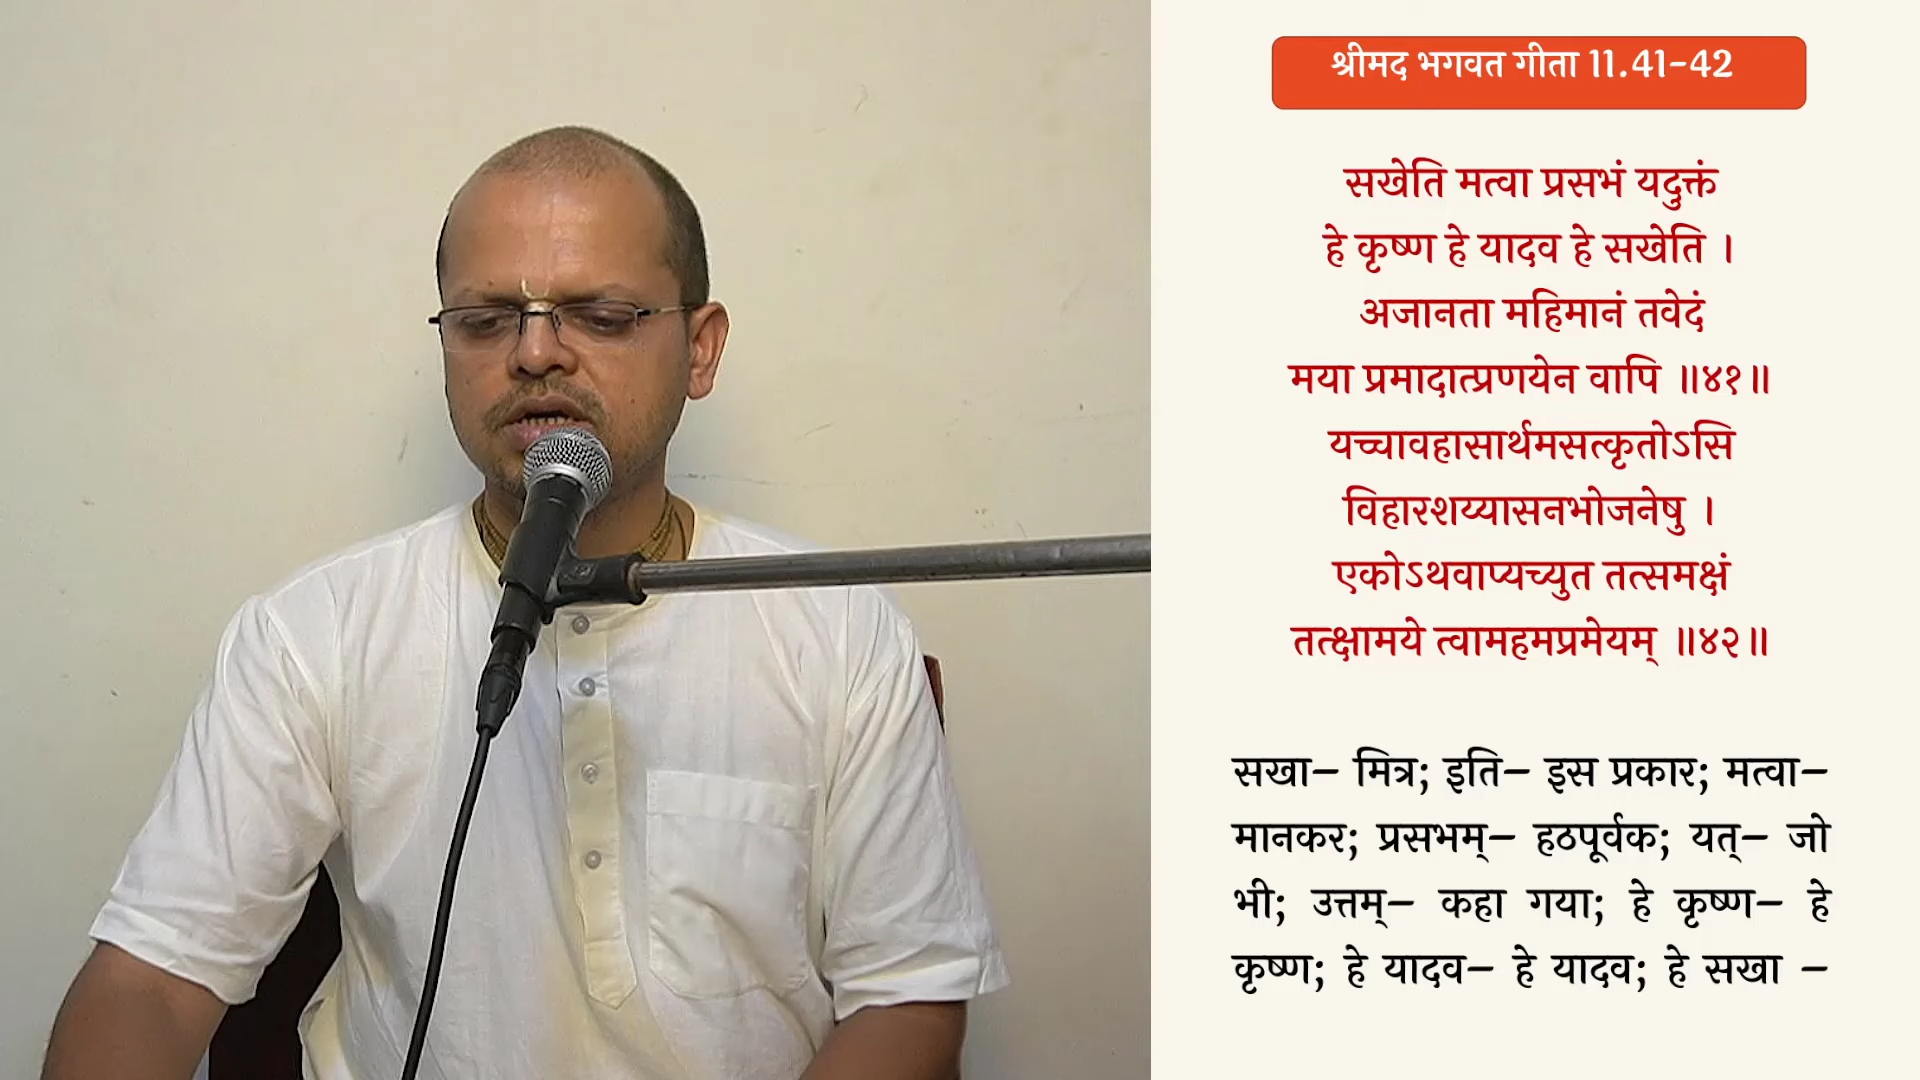 श्रीमद भगवत गीता 11.41-42
सखेति मत्वा प्रसभं यदुक्तं
हे कृष्ण हे यादव हे सखेति ।
अजानता महिमानं तवेदं
मया प्रमादात्प्रणयेन वापि ॥४१॥
यच्चावहासार्थमसत्कृतोऽसि
विहारशय्यासनभोजनेषु ।
एकोऽथवाप्यच्युत तत्समक्षं
तत्क्षामये त्वामहमप्रमेयम् ॥४२॥
सखा– मित्र; इति– इस प्रकार; मत्वा–
मानकर; प्रसभम्– हठपूर्वक; यत्– जो
भी; उत्तम्– कहा गया; हे कृष्ण– हे
कृष्ण; हे यादव– हे यादव; हे सखा –